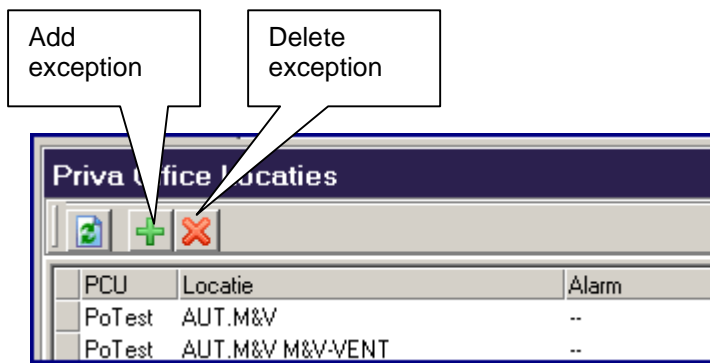 Add
exception
Delete
exception
Priva Office Locaties
PCU Locatie Alarm
PoTest AUT.M&V --
PoTest AUT.M&V M&V-VENT --